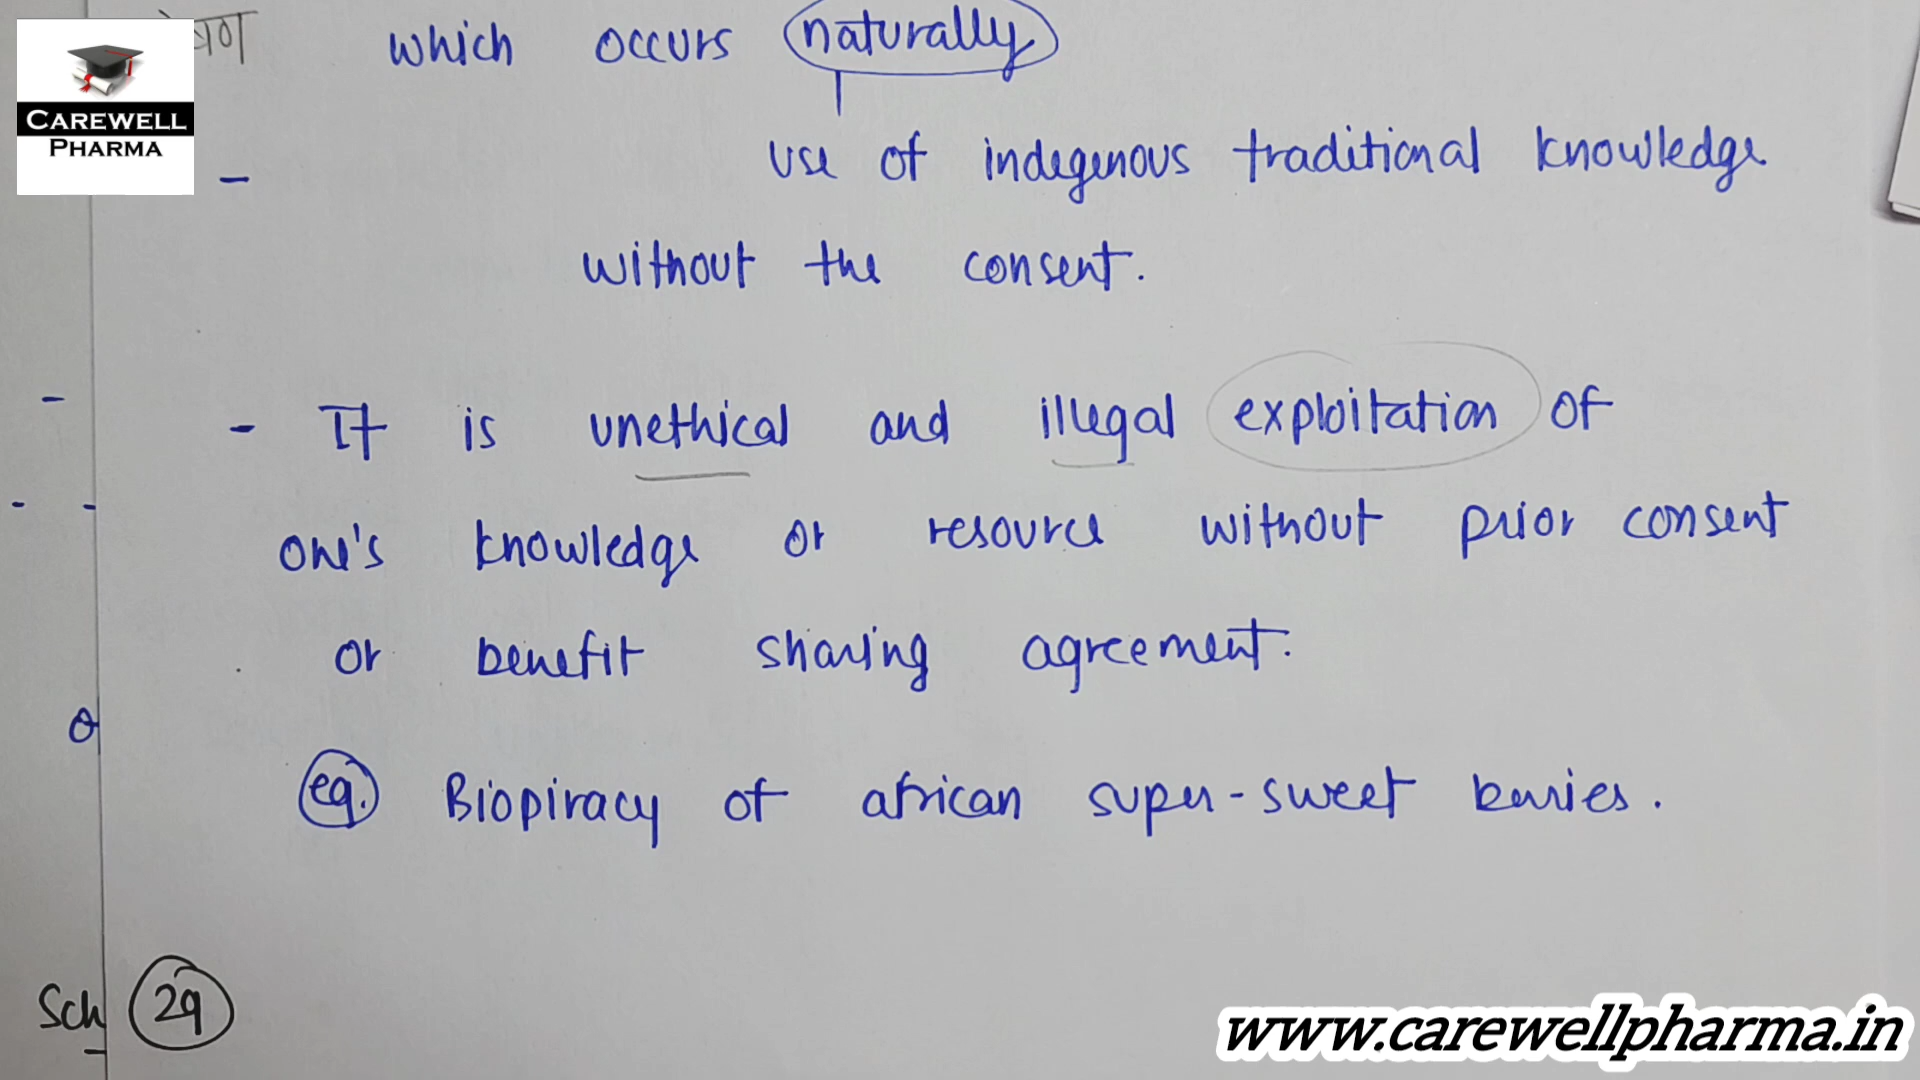 which occurs naturally
CAREWELL
PHARMA
- use of indegenous traditional knowledge
without the consent.
- It is unethical and illegal exploitation of
one's knowledge or resource without prior consent
or benefit sharing agreement.
eg. Biopiracy of african super-sweet berries.
Sch 29
www.carewellpharma.in